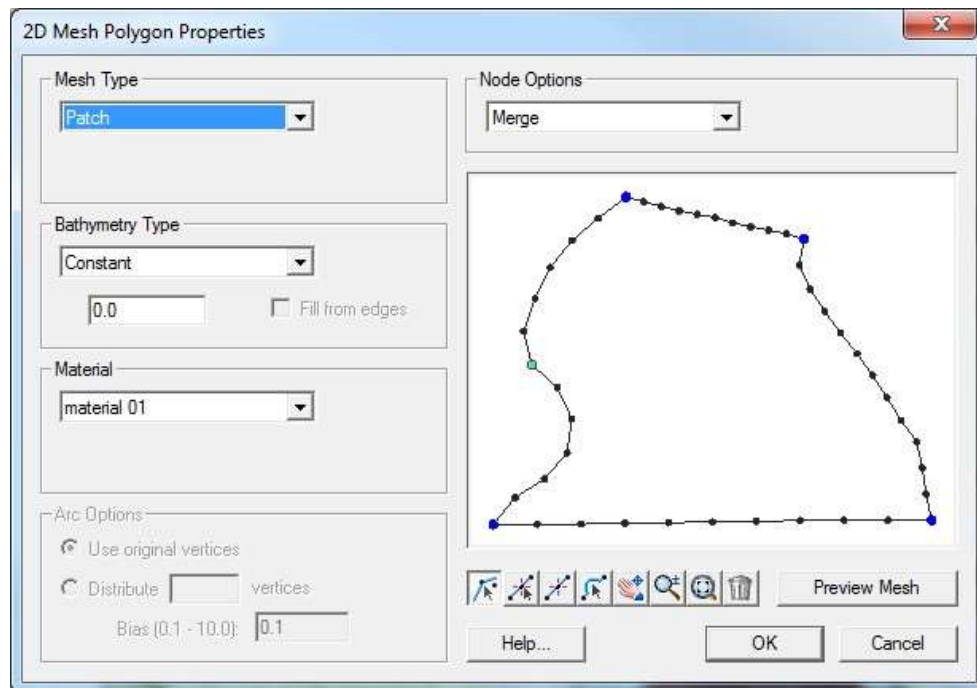 2D Mesh Polygon Properties
Mesh Type
Patch
Node Options
Merge
Bathymetry Type
Constant
0.0
Fill from edges
Material
material 01
Arc Options
Use original vertices
Distribute
vertices
Bias (0.1 - 10.0):
0.1
Preview Mesh
Help...
OK
Cancel